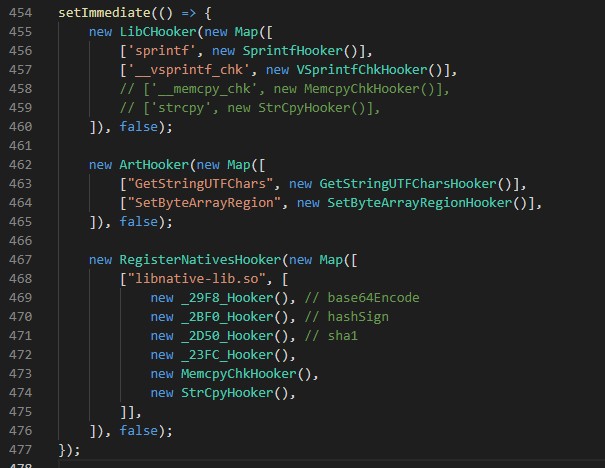 454 setImmediate(() => {
455     new LibCHooker(new Map([
456         ['sprintf', new SprintfHooker()],
457         ['__vsprintf_chk', new VSprintfChkHooker()],
458         // ['__memcpy_chk', new MemcpyChkHooker()],
459         // ['strcpy', new StrCpyHooker()],
460     ]), false);
461
462     new ArtHooker(new Map([
463         ["GetStringUTFChars", new GetStringUTFCharsHooker()],
464         ["SetByteArrayRegion", new SetByteArrayRegionHooker()],
465     ]), false);
466
467     new RegisterNativesHooker(new Map([
468         ["libnative-lib.so", [
469             new _29F8_Hooker(), // base64Encode
470             new _2BF0_Hooker(), // hashSign
471             new _2D50_Hooker(), // sha1
472             new _23FC_Hooker(),
473             new MemcpyChkHooker(),
474             new StrCpyHooker(),
475         ]],
476     ]), false);
477 });
478